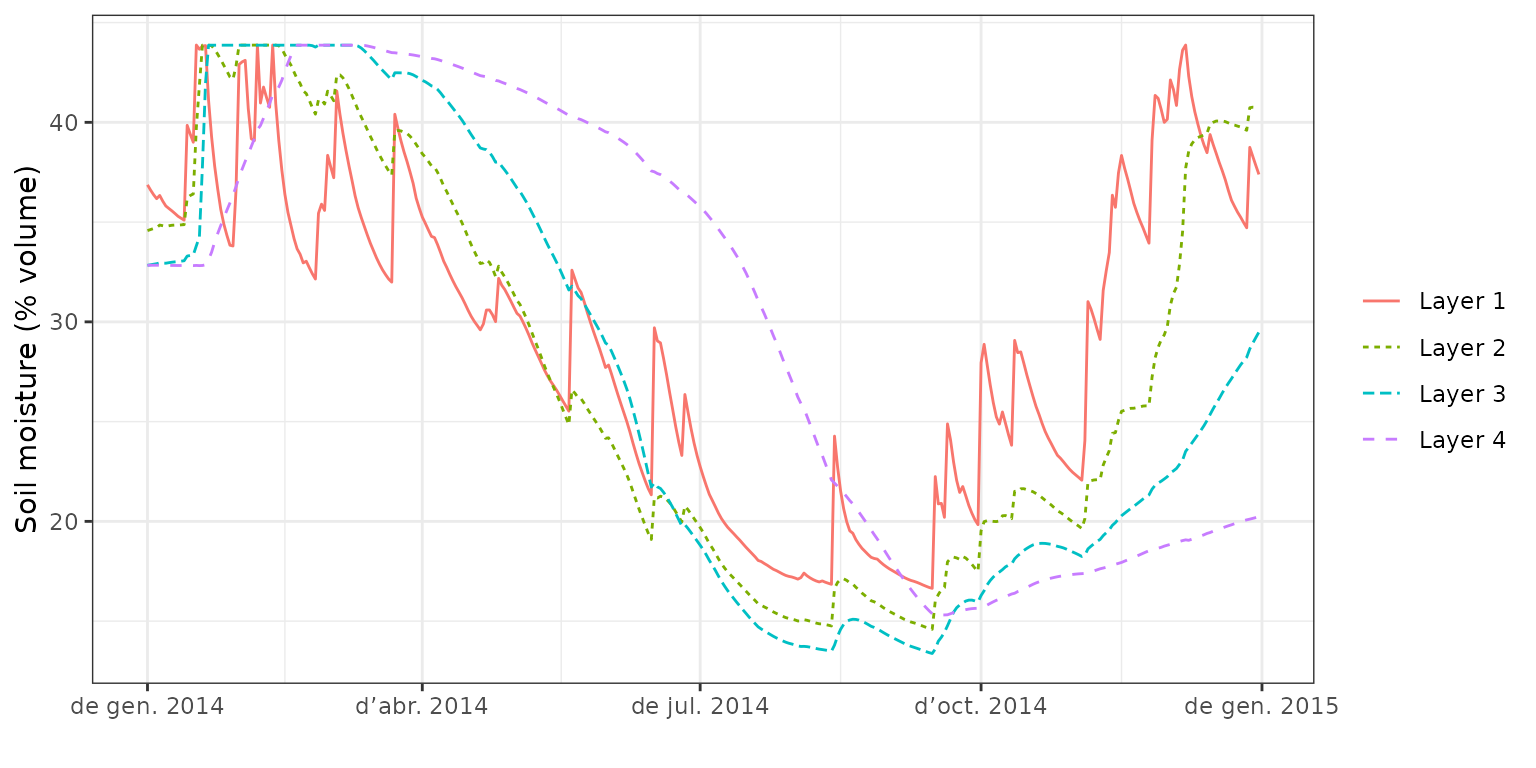 Soil moisture (% volume)
40
30
20
de gen. 2014
d’abr. 2014
de jul. 2014
d’oct. 2014
de gen. 2015
Layer 1
Layer 2
Layer 3
Layer 4